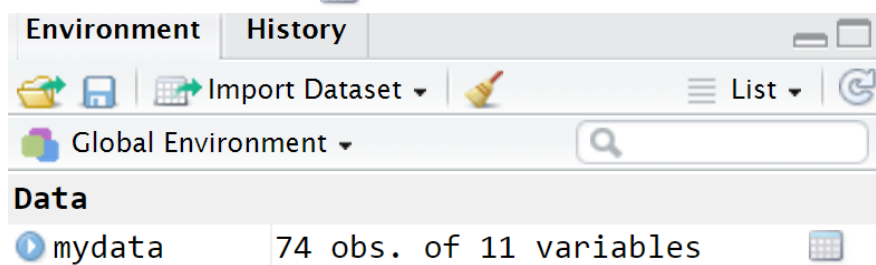 Environment History
Import Dataset List
Global Environment
Data
mydata 74 obs. of 11 variables